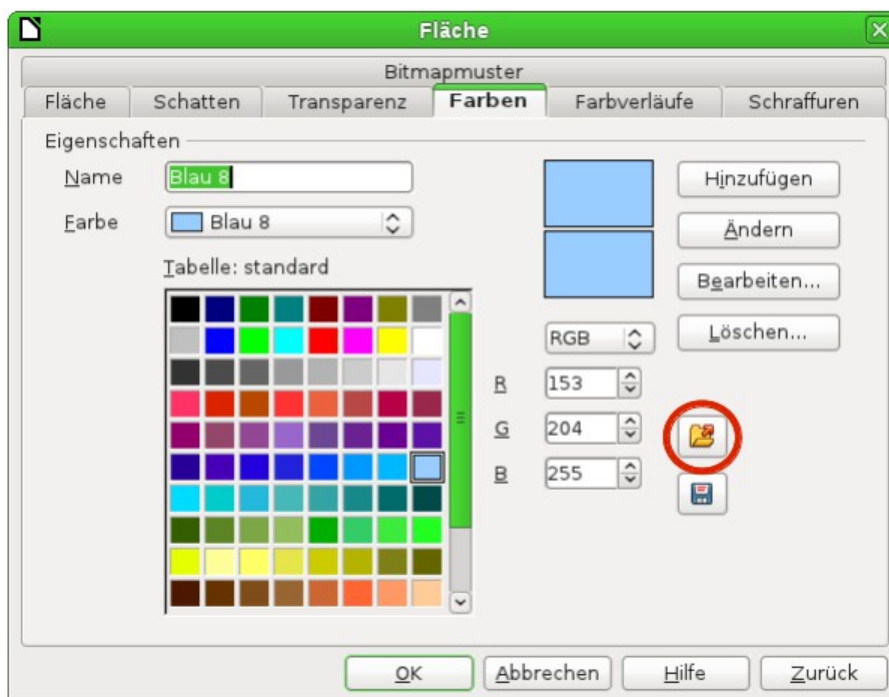 Fläche
Bitmapmuster
Fläche Schatten Transparenz Farben Farbverläufe Schraffuren
Eigenschaften
Name Blau 8 Hinzufügen
Farbe Blau 8 Ändern
Tabelle: standard Bearbeiten...
RGB Löschen...
R 153
G 204
B 255
OK Abbrechen Hilfe Zurück